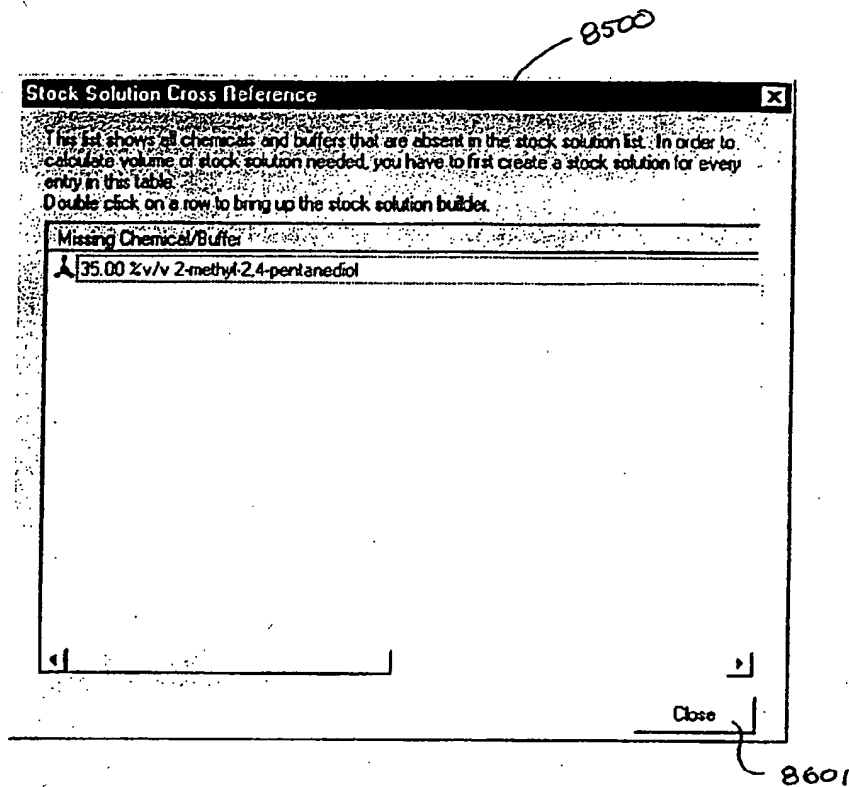 8500
Stock Solution Cross Reference
This list shows all chemicals and buffers that are absent in the stock solution list. In order to
calculate volume of stock solution needed, you have to first create a stock solution for every
entry in this table.
Double click on a row to bring up the stock solution builder.
Missing Chemical/Buffer
35.00 %v/v 2-methyl-2,4-pentanediol
Close
8601